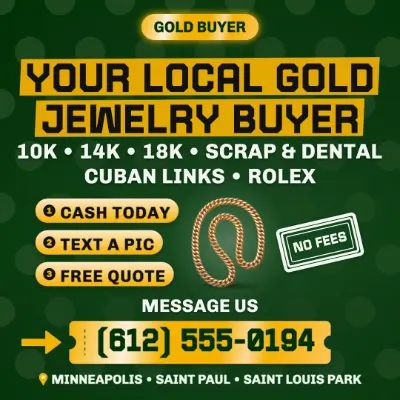 GOLD BUYER
YOUR LOCAL GOLD
JEWELRY BUYER
10K • 14K • 18K • SCRAP & DENTAL
CUBAN LINKS • ROLEX
1 CASH TODAY
2 TEXT A PIC
3 FREE QUOTE
NO FEES
MESSAGE US
(612) 555-0194
MINNEAPOLIS • SAINT PAUL • SAINT LOUIS PARK